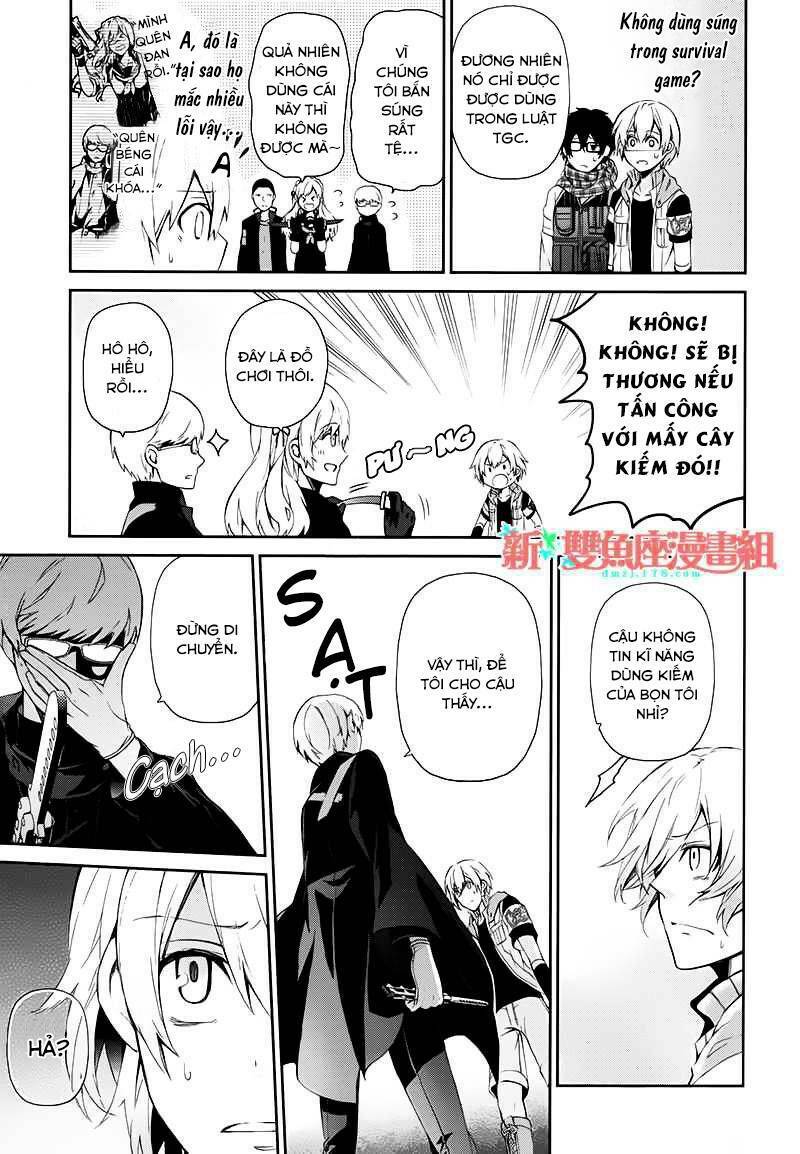 Không dùng súng
trong survival
game?
ĐƯƠNG NHIÊN
NÓ CHỈ ĐƯỢC
ĐƯỢC DÙNG
TRONG LUẬT
TGC.
VÌ
CHÚNG
TÔI BẮN
SÚNG
RẤT
TỆ...
QUẢ NHIÊN
KHÔNG
DÙNG CÁI
NÀY THÌ
KHÔNG
ĐƯỢC MÀ~
A, đó là
tại sao họ
mắc nhiều
lỗi vậy...
"MÌNH
QUÊN
ĐẠN
RỒI."
"QUÊN
BÉNG
CÁI
KHÓA..."
A
KHÔNG!
KHÔNG! SẼ BỊ
THƯƠNG NẾU
TẤN CÔNG
VỚI MẤY CÂY
KIẾM ĐÓ!!
ĐÂY LÀ ĐỒ
CHƠI THÔI.
PƯ ~ NG
HÔ HÔ,
HIỂU
RỒI...
新 雙魚座漫畫組
dmzj.178.com
CẬU KHÔNG
TIN KĨ NĂNG
DÙNG KIẾM
CỦA BỌN TÔI
NHỈ?
VẬY THÌ, ĐỂ
TÔI CHO CẬU
THẤY...
SẠT
ĐỪNG DI
CHUYỂN.
Cạch...
HẢ?